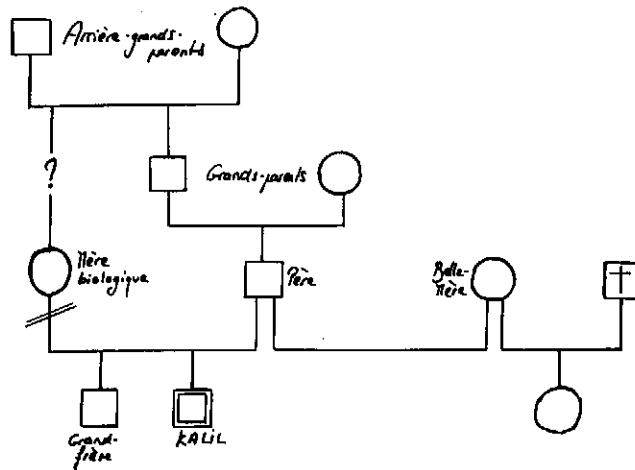 Arrière-grands-
parents
?
Grands-parents
Mère
biologique
Père
Belle-
Mère
Grand-
frère
KALIL